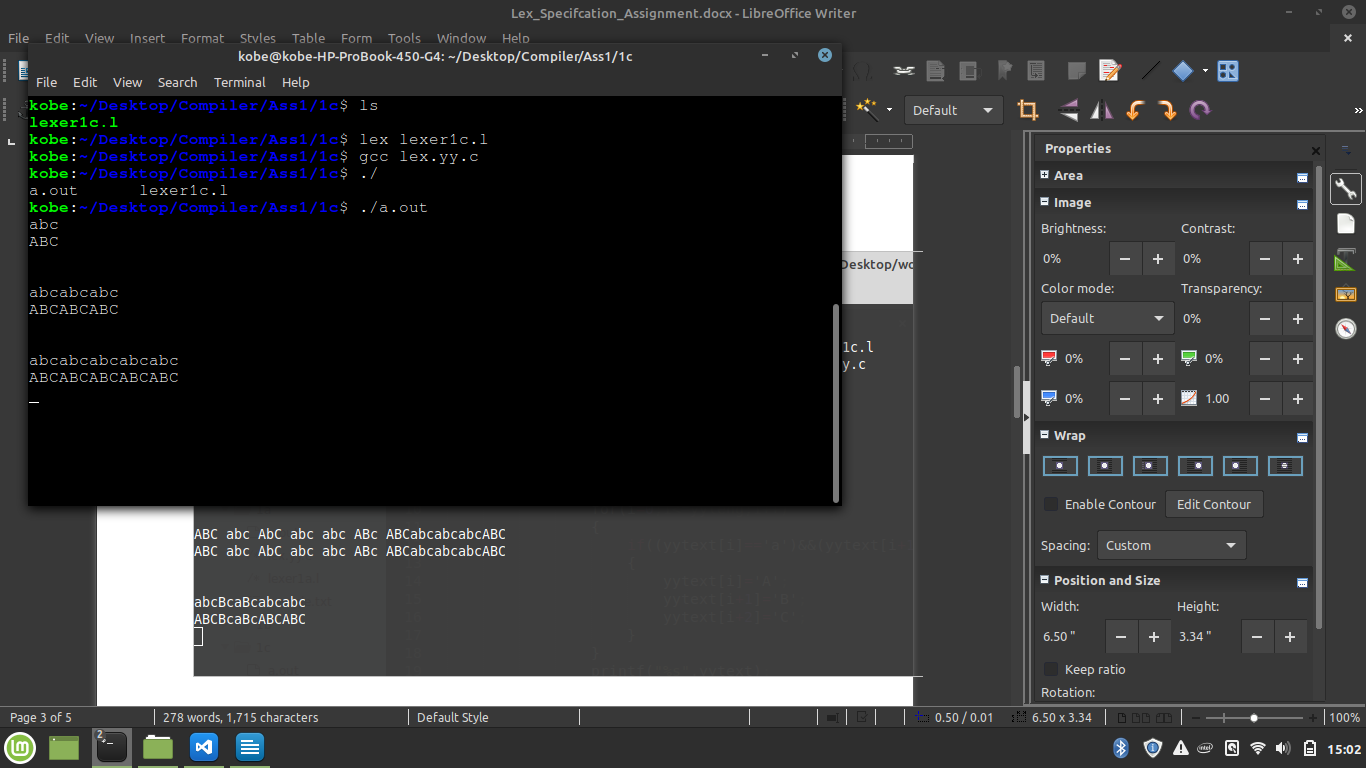 Lex_Specifcation_Assignment.docx - LibreOffice Writer
File Edit View Insert Format Styles Table Form Tools Window Help
kobe@kobe-HP-ProBook-450-G4: ~/Desktop/Compiler/Ass1/1c
File Edit View Search Terminal Help
kobe:~/Desktop/Compiler/Ass1/1c$ ls
lexer1c.l
kobe:~/Desktop/Compiler/Ass1/1c$ lex lexer1c.l
kobe:~/Desktop/Compiler/Ass1/1c$ gcc lex.yy.c
kobe:~/Desktop/Compiler/Ass1/1c$ ./
a.out lexer1c.l
kobe:~/Desktop/Compiler/Ass1/1c$ ./a.out
abc
ABC
abcabcabc
ABCABCABC
abcabcabcabcabc
ABCABCABCABCABC
Desktop/wo
1c.l
y.c
ABC abc AbC abc abc ABc ABCabcabcabcABC
ABC abc AbC abc abc ABc ABCabcabcabcABC
abcBcaBcabcabc
ABCBcaBcABCABC
Default
Properties
Area
Image
Brightness: Contrast:
0% 0%
Color mode: Transparency:
Default 0%
0% 0%
0% 1.00
Wrap
Enable Contour Edit Contour
Spacing: Custom
Position and Size
Width: Height:
6.50 " 3.34 "
Keep ratio
Rotation:
Page 3 of 5 278 words, 1,715 characters Default Style 0.50 / 0.01 6.50 x 3.34 100%
2 15:02